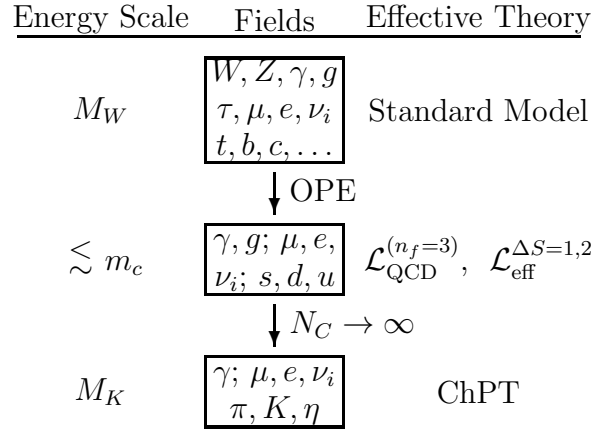 Energy Scale Fields Effective Theory
W, Z, γ, g
M_W τ, μ, e, ν_i Standard Model
t, b, c, …
OPE
≲ m_c γ, g; μ, e, ν_i; s, d, u ℒ_QCD^(n_f=3), ℒ_eff^ΔS=1,2
N_C → ∞
M_K γ; μ, e, ν_i π, K, η ChPT